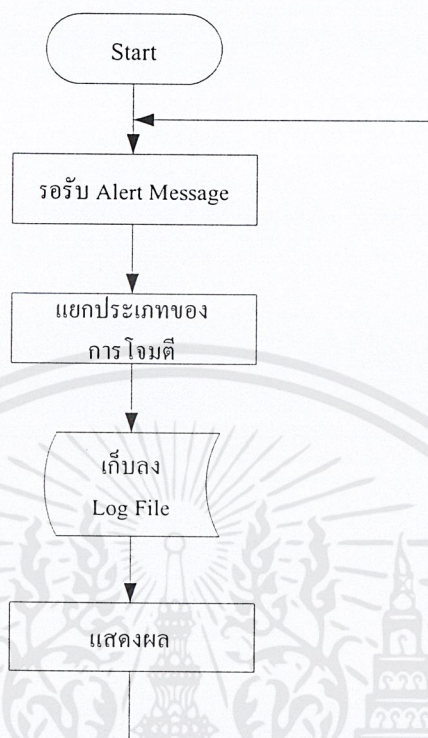 Start
รอรับ Alert Message
แยกประเภทของ
การโจมตี
เก็บลง
Log File
แสดงผล